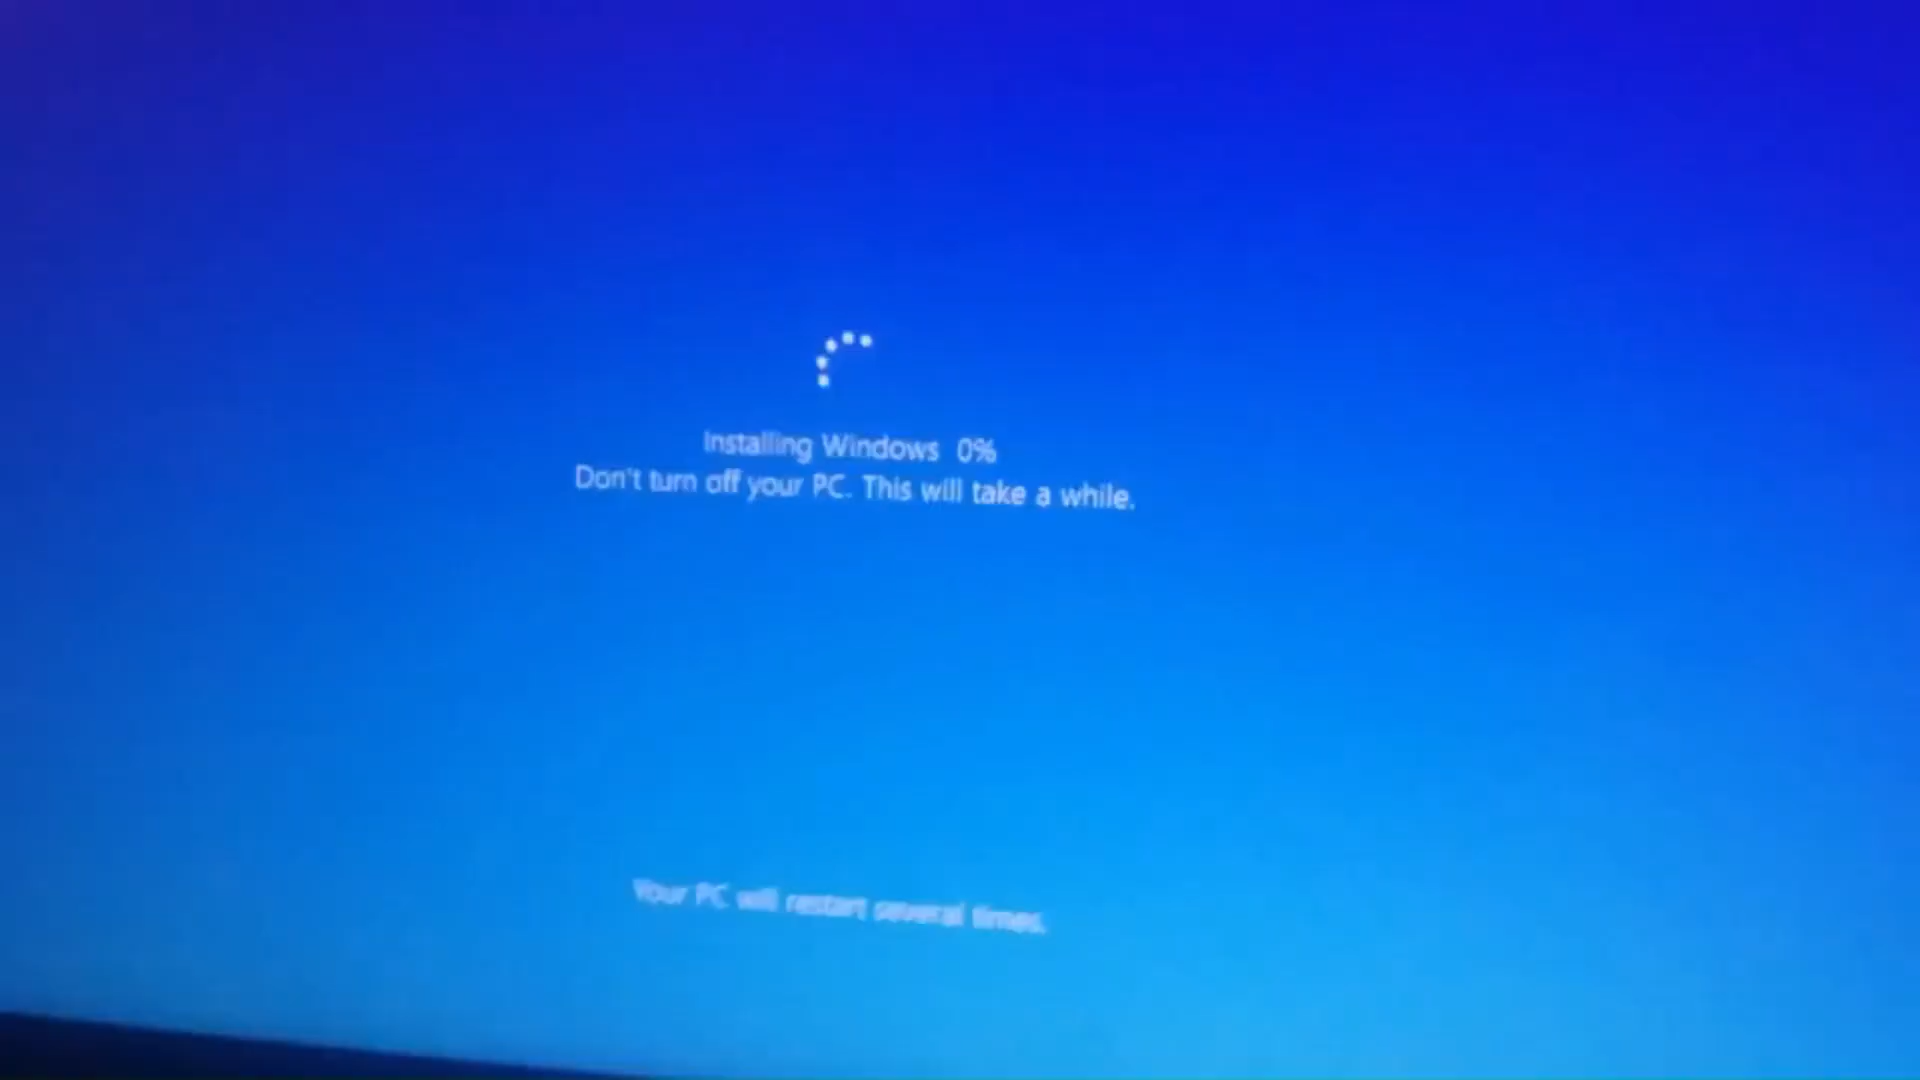 Installing Windows 0%
Don't turn off your PC. This will take a while.
Your PC will restart several times.